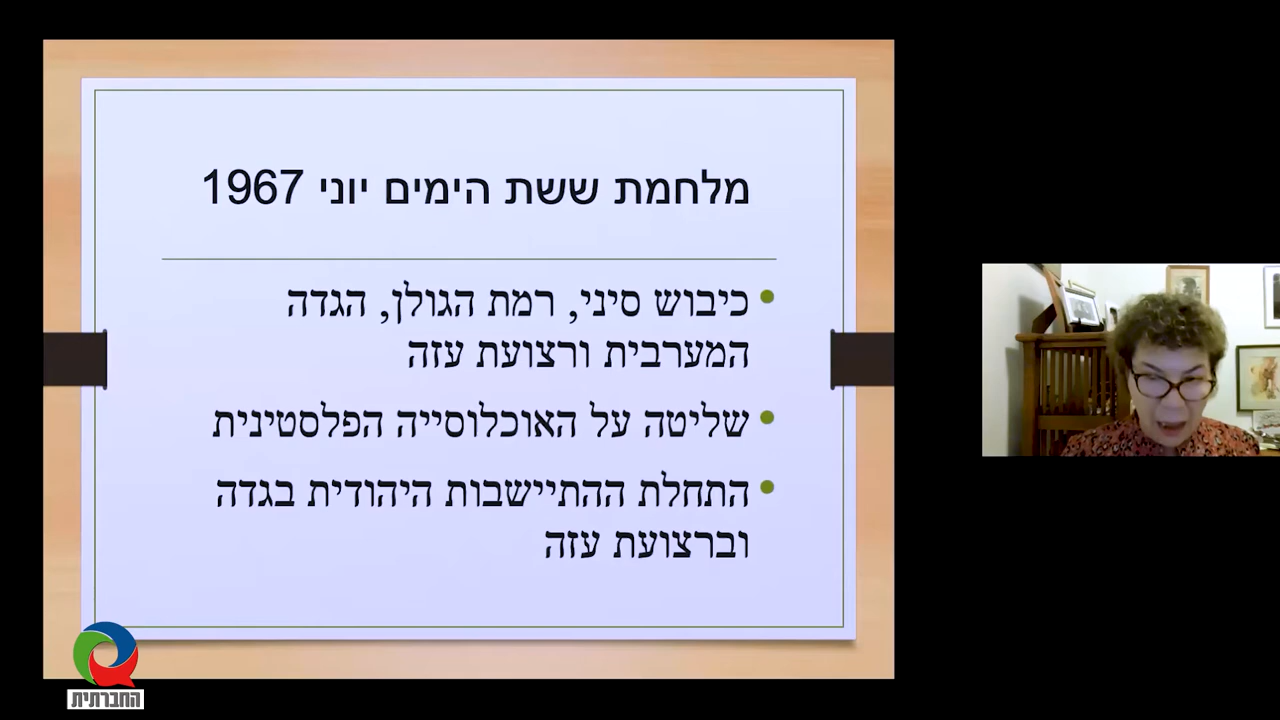 מלחמת ששת הימים יוני 1967
כיבוש סיני, רמת הגולן, הגדה
המערבית ורצועת עזה
שליטה על האוכלוסייה הפלסטינית
התחלת ההתיישבות היהודית בגדה
וברצועת עזה
החברתית